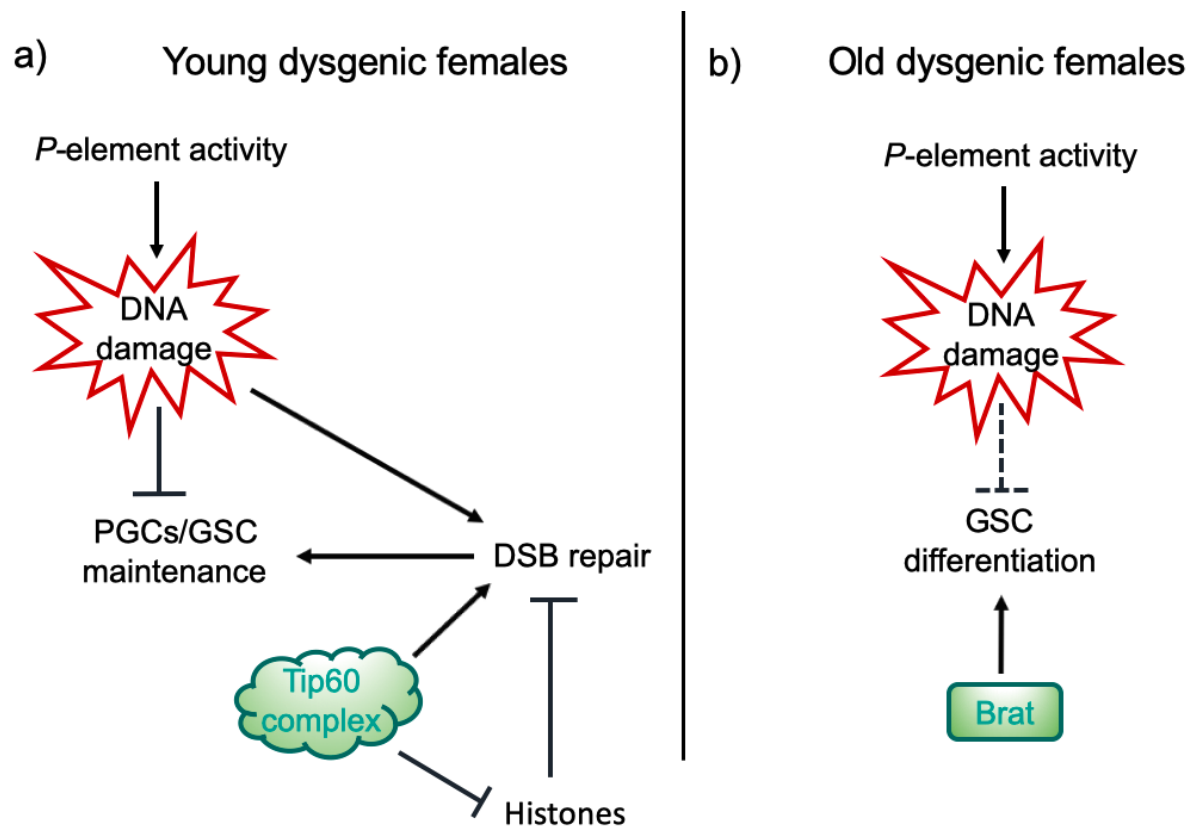 a)
Young dysgenic females
P-element activity
DNA
damage
PGCs/GSC
maintenance
DSB repair
Tip60
complex
Histones
b)
Old dysgenic females
P-element activity
DNA
damage
GSC
differentiation
Brat